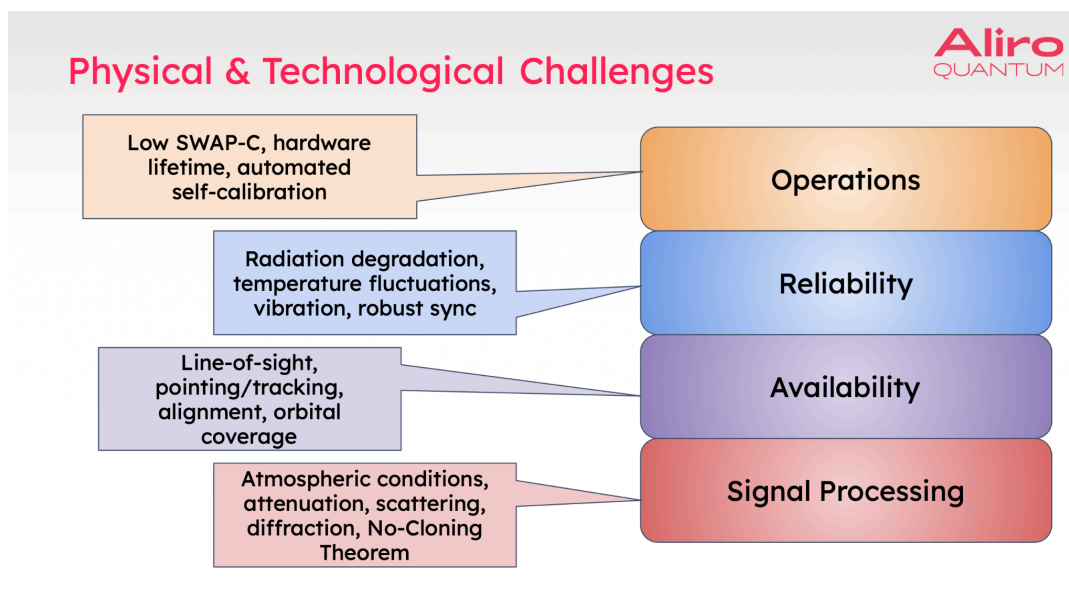 Aliro
QUANTUM
Physical & Technological Challenges
Low SWAP-C, hardware
lifetime, automated
self-calibration
Operations
Radiation degradation,
temperature fluctuations,
vibration, robust sync
Reliability
Line-of-sight,
pointing/tracking,
alignment, orbital
coverage
Availability
Atmospheric conditions,
attenuation, scattering,
diffraction, No-Cloning
Theorem
Signal Processing